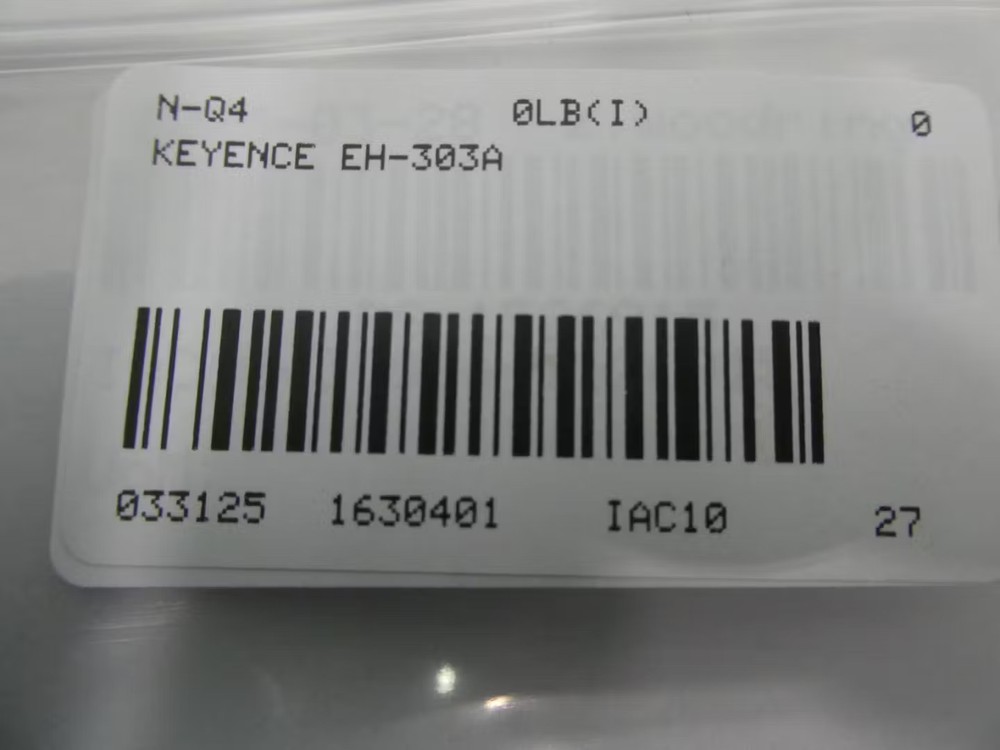 N-Q4 0LB(I) 0
KEYENCE EH-303A
033125 1630401 IAC10 27